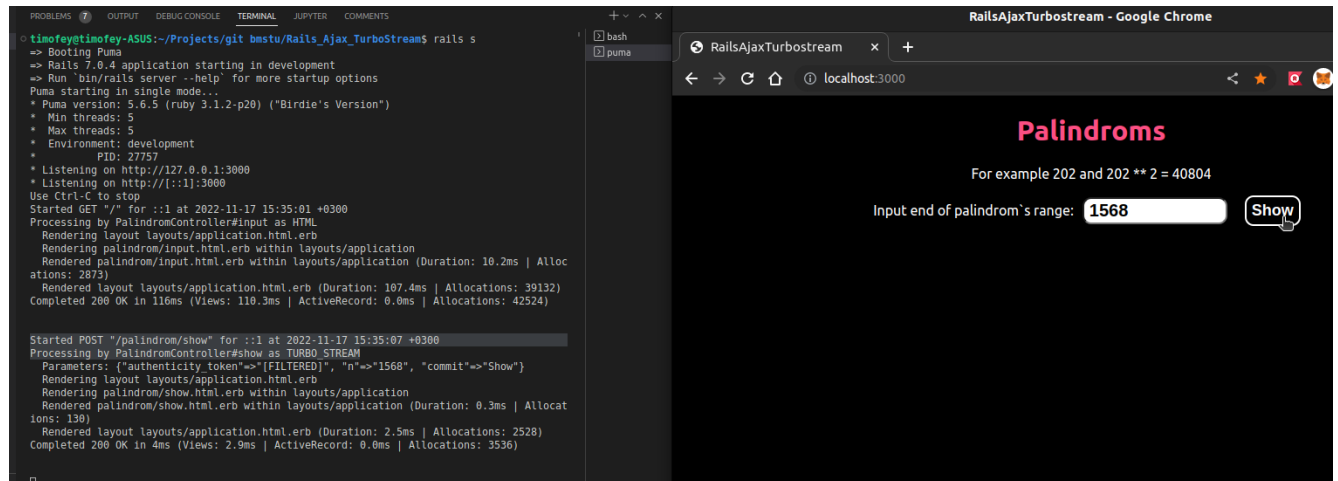 PROBLEMS 7 OUTPUT DEBUG CONSOLE TERMINAL JUPYTER COMMENTS
timofey@timofey-ASUS:~/Projects/git bmstu/Rails_Ajax_TurboStream$ rails s
=> Booting Puma
=> Rails 7.0.4 application starting in development
=> Run `bin/rails server --help` for more startup options
Puma starting in single mode...
* Puma version: 5.6.5 (ruby 3.1.2-p20) ("Birdie's Version")
* Min threads: 5
* Max threads: 5
* Environment: development
* PID: 27757
* Listening on http://127.0.0.1:3000
* Listening on http://[::1]:3000
Use Ctrl-C to stop
Started GET "/" for ::1 at 2022-11-17 15:35:01 +0300
Processing by PalindromController#input as HTML
Rendering layout layouts/application.html.erb
Rendering palindrom/input.html.erb within layouts/application
Rendered palindrom/input.html.erb within layouts/application (Duration: 10.2ms | Alloc
ations: 2873)
Rendered layout layouts/application.html.erb (Duration: 107.4ms | Allocations: 39132)
Completed 200 OK in 116ms (Views: 110.3ms | ActiveRecord: 0.0ms | Allocations: 42524)
Started POST "/palindrom/show" for ::1 at 2022-11-17 15:35:07 +0300
Processing by PalindromController#show as TURBO_STREAM
Parameters: {"authenticity_token"=>"[FILTERED]", "n"=>"1568", "commit"=>"Show"}
Rendering layout layouts/application.html.erb
Rendering palindrom/show.html.erb within layouts/application
Rendered palindrom/show.html.erb within layouts/application (Duration: 0.3ms | Allocat
ions: 130)
Rendered layout layouts/application.html.erb (Duration: 2.5ms | Allocations: 2528)
Completed 200 OK in 4ms (Views: 2.9ms | ActiveRecord: 0.0ms | Allocations: 3536)
bash
puma
RailsAjaxTurbostream - Google Chrome
RailsAjaxTurbostream
localhost:3000
Palindroms
For example 202 and 202 ** 2 = 40804
Input end of palindrom`s range: 1568 Show